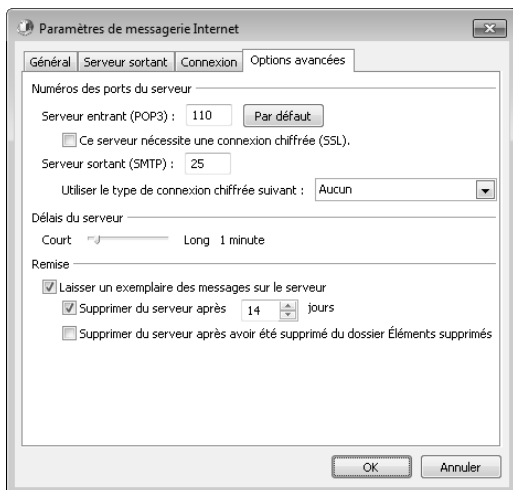 Paramètres de messagerie Internet
Général Serveur sortant Connexion Options avancées
Numéros des ports du serveur
Serveur entrant (POP3) : 110 Par défaut
Ce serveur nécessite une connexion chiffrée (SSL).
Serveur sortant (SMTP) : 25
Utiliser le type de connexion chiffrée suivant : Aucun
Délais du serveur
Court Long 1 minute
Remise
Laisser un exemplaire des messages sur le serveur
Supprimer du serveur après 14 jours
Supprimer du serveur après avoir été supprimé du dossier Éléments supprimés
OK Annuler